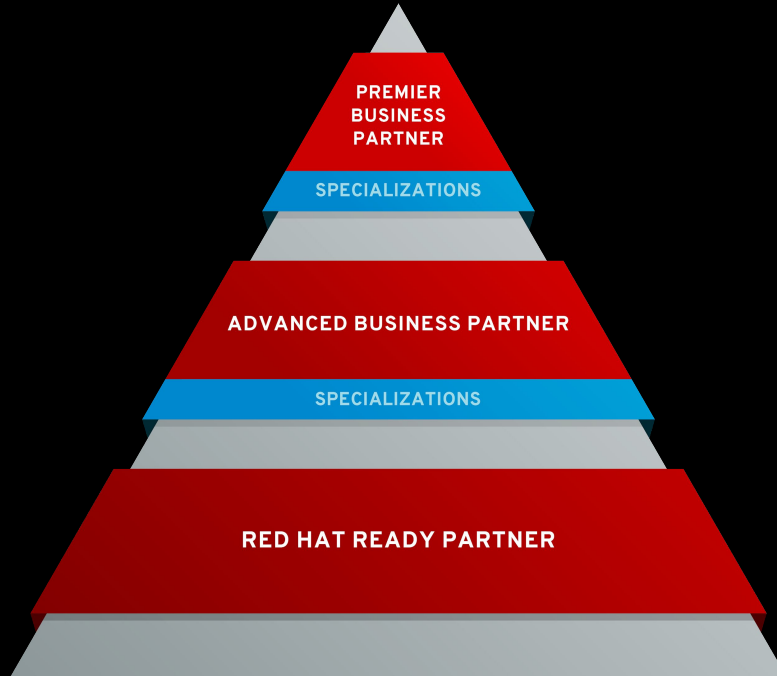 PREMIER
BUSINESS
PARTNER
SPECIALIZATIONS
ADVANCED BUSINESS PARTNER
SPECIALIZATIONS
RED HAT READY PARTNER